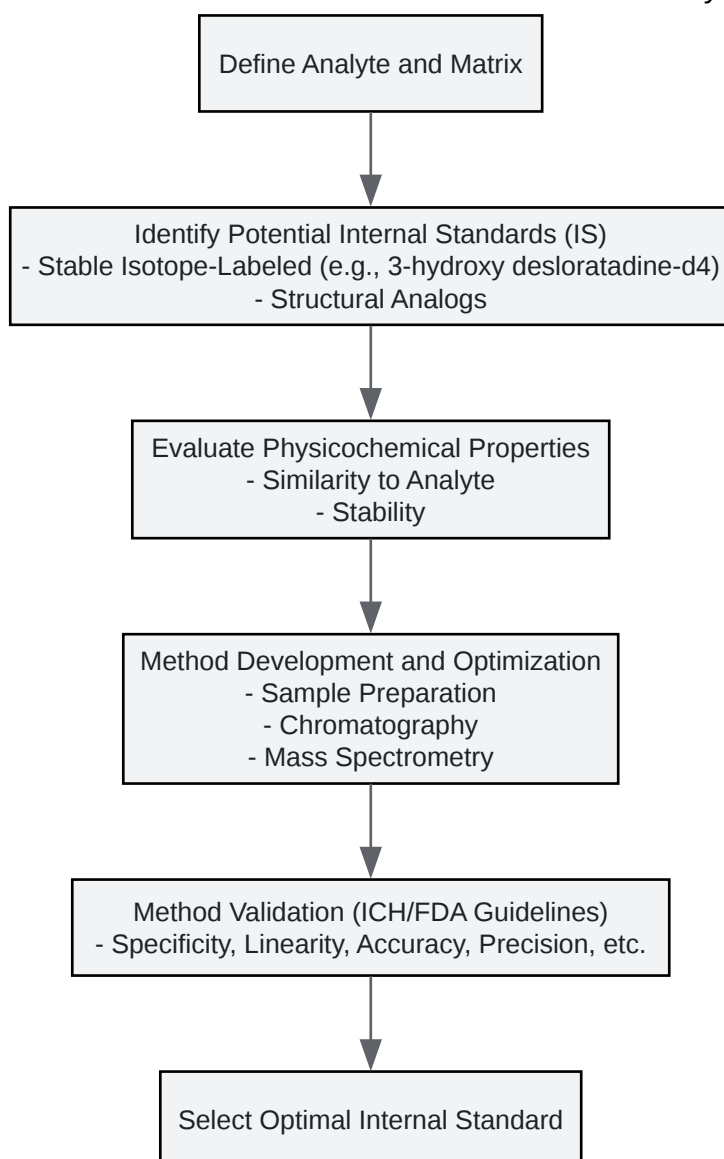 Define Analyte and Matrix
Identify Potential Internal Standards (IS)
- Stable Isotope-Labeled (e.g., 3-hydroxy desloratadine-d4)
- Structural Analogs
Evaluate Physicochemical Properties
- Similarity to Analyte
- Stability
Method Development and Optimization
- Sample Preparation
- Chromatography
- Mass Spectrometry
Method Validation (ICH/FDA Guidelines)
- Specificity, Linearity, Accuracy, Precision, etc.
Select Optimal Internal Standard